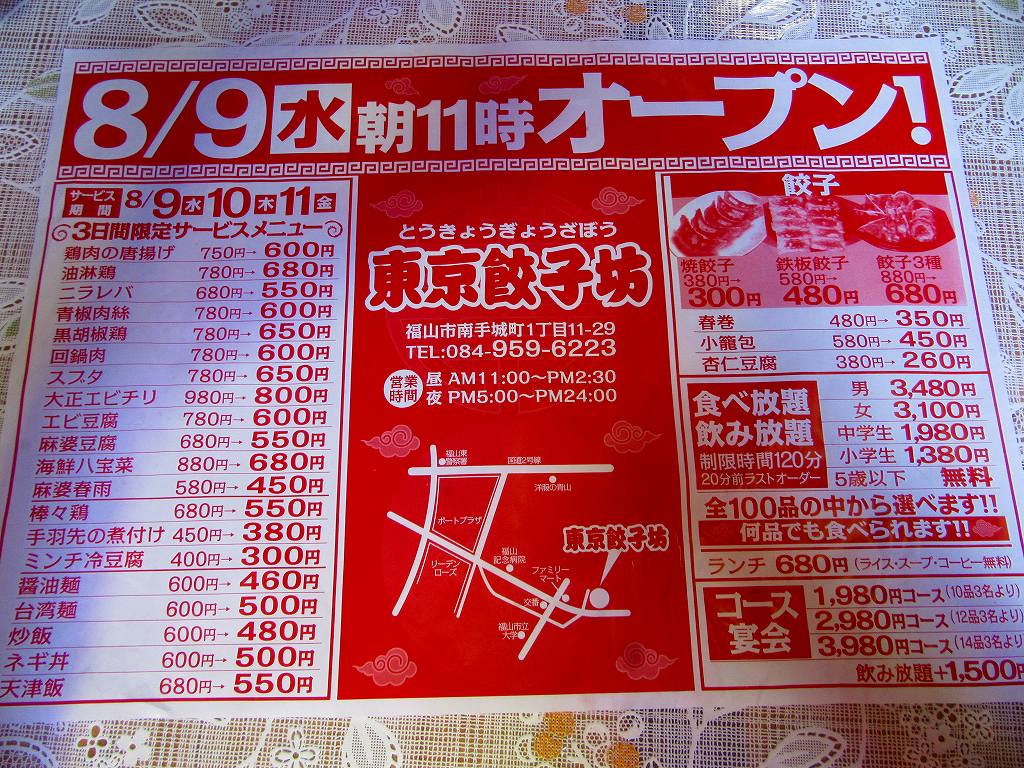 8/9水朝11時オープン!
サービス期間 8/9水10木11金
3日間限定サービスメニュー
鶏肉の唐揚げ 750円→600円
油淋鶏 780円→680円
ニラレバ 680円→550円
青椒肉絲 780円→600円
黒胡椒鶏 780円→650円
回鍋肉 780円→600円
スブタ 780円→650円
大正エビチリ 980円→800円
エビ豆腐 780円→600円
麻婆豆腐 680円→550円
海鮮八宝菜 880円→680円
麻婆春雨 580円→450円
棒々鶏 680円→550円
手羽先の煮付け 450円→380円
ミンチ冷豆腐 400円→300円
醤油麺 600円→460円
台湾麺 600円→500円
炒飯 600円→480円
ネギ丼 600円→500円
天津飯 680円→550円
とうきょうぎょうざぼう
東京餃子坊
福山市南手城町1丁目11-29
TEL:084-959-6223
営業時間 昼 AM11:00〜PM2:30
夜 PM5:00〜PM24:00
福山東警察署
国道2号線
洋服の青山
ポートプラザ
東京餃子坊
リーデンローズ
福山記念病院
ファミリーマート
交番
福山市立大学
餃子
焼餃子 鉄板餃子 餃子3種
380円→ 580円→ 880円→
300円 480円 680円
春巻 480円→350円
小籠包 580円→450円
杏仁豆腐 380円→260円
食べ放題
飲み放題
制限時間120分
20分前ラストオーダー
男 3,480円
女 3,100円
中学生 1,980円
小学生 1,380円
5歳以下 無料
全100品の中から選べます!!
何品でも食べられます!!
ランチ 680円 (ライス・スープ・コーヒー無料)
コース宴会
1,980円コース(10品3名より)
2,980円コース(12品3名より)
3,980円コース(14品3名より)
飲み放題+1,500円